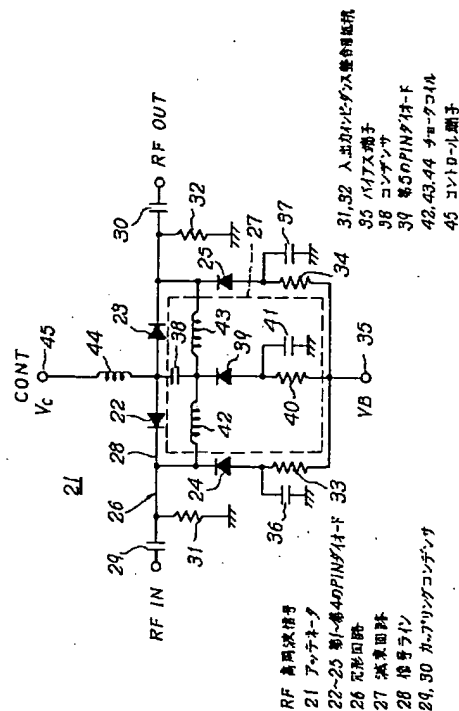 CONT
VC 45
21
44
RF IN
29
26
28
22
23
30
RF OUT
38
31
42
43
25
32
27
24
39
37
36
33
40
41
34
VB 35
RF 高周波信号
21 アッテネータ
22~25 第1~第4のPINダイオード
26 π形回路
27 減衰回路
28 信号ライン
29,30 カップリングコンデンサ
31,32 入出力インピーダンス整合用抵抗
35 バイアス端子
38 コンデンサ
39 第5のPINダイオード
42,43,44 チョークコイル
45 コントロール端子